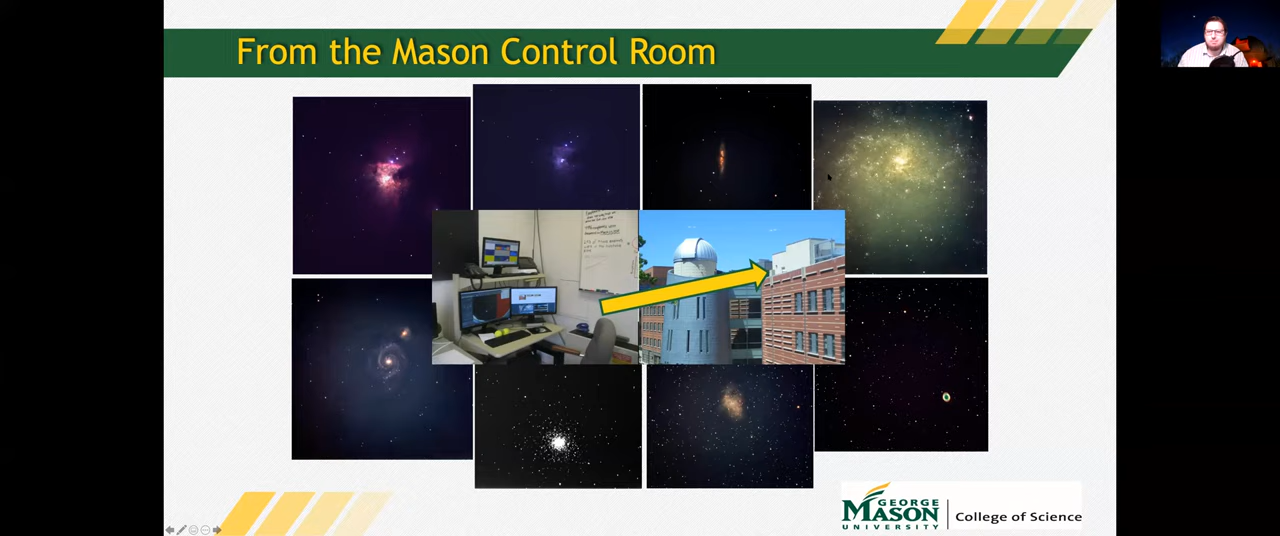 From the Mason Control Room
GEORGE
MASON
UNIVERSITY
College of Science